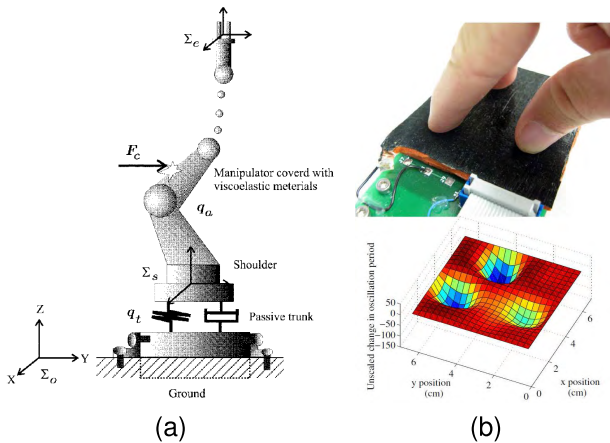 Σe
Fc
Manipulator coverd with
viscoelastic meterials
qa
Σs
Shoulder
qt
Passive trunk
Z
Y
X
Σo
Ground
(a)
Unscaled change in oscillation period
50
0
−50
−100
−150
6
4
2
0
y position
(cm)
0
2
4
6
x position
(cm)
(b)